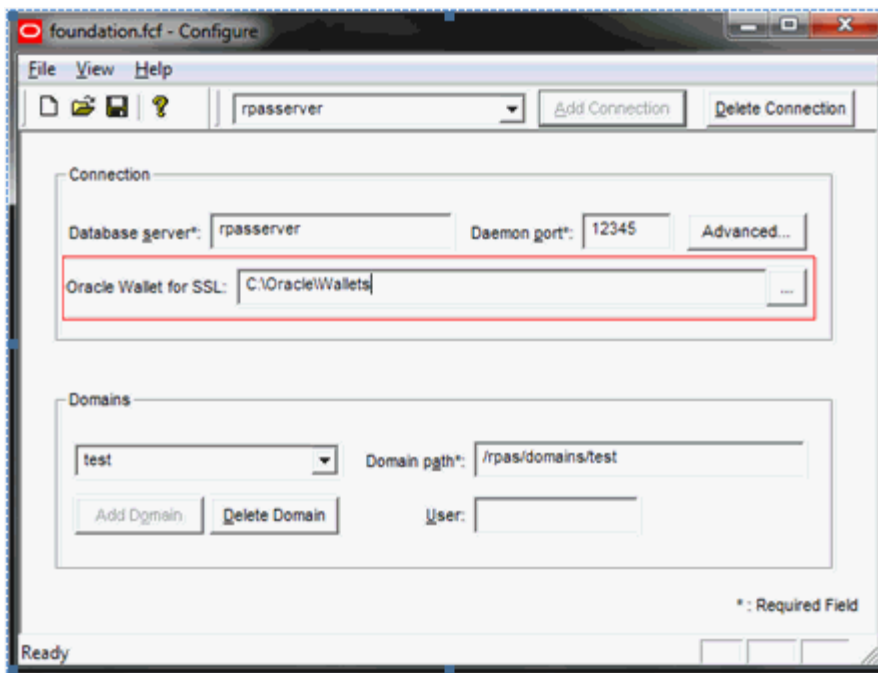 foundation.fcf - Configure
File View Help
rpasserver Add Connection Delete Connection
Connection
Database server*: rpasserver Daemon port*: 12345 Advanced...
Oracle Wallet for SSL: C:\Oracle\Wallets ...
Domains
test Domain path*: /rpas/domains/test
Add Domain Delete Domain User:
* : Required Field
Ready